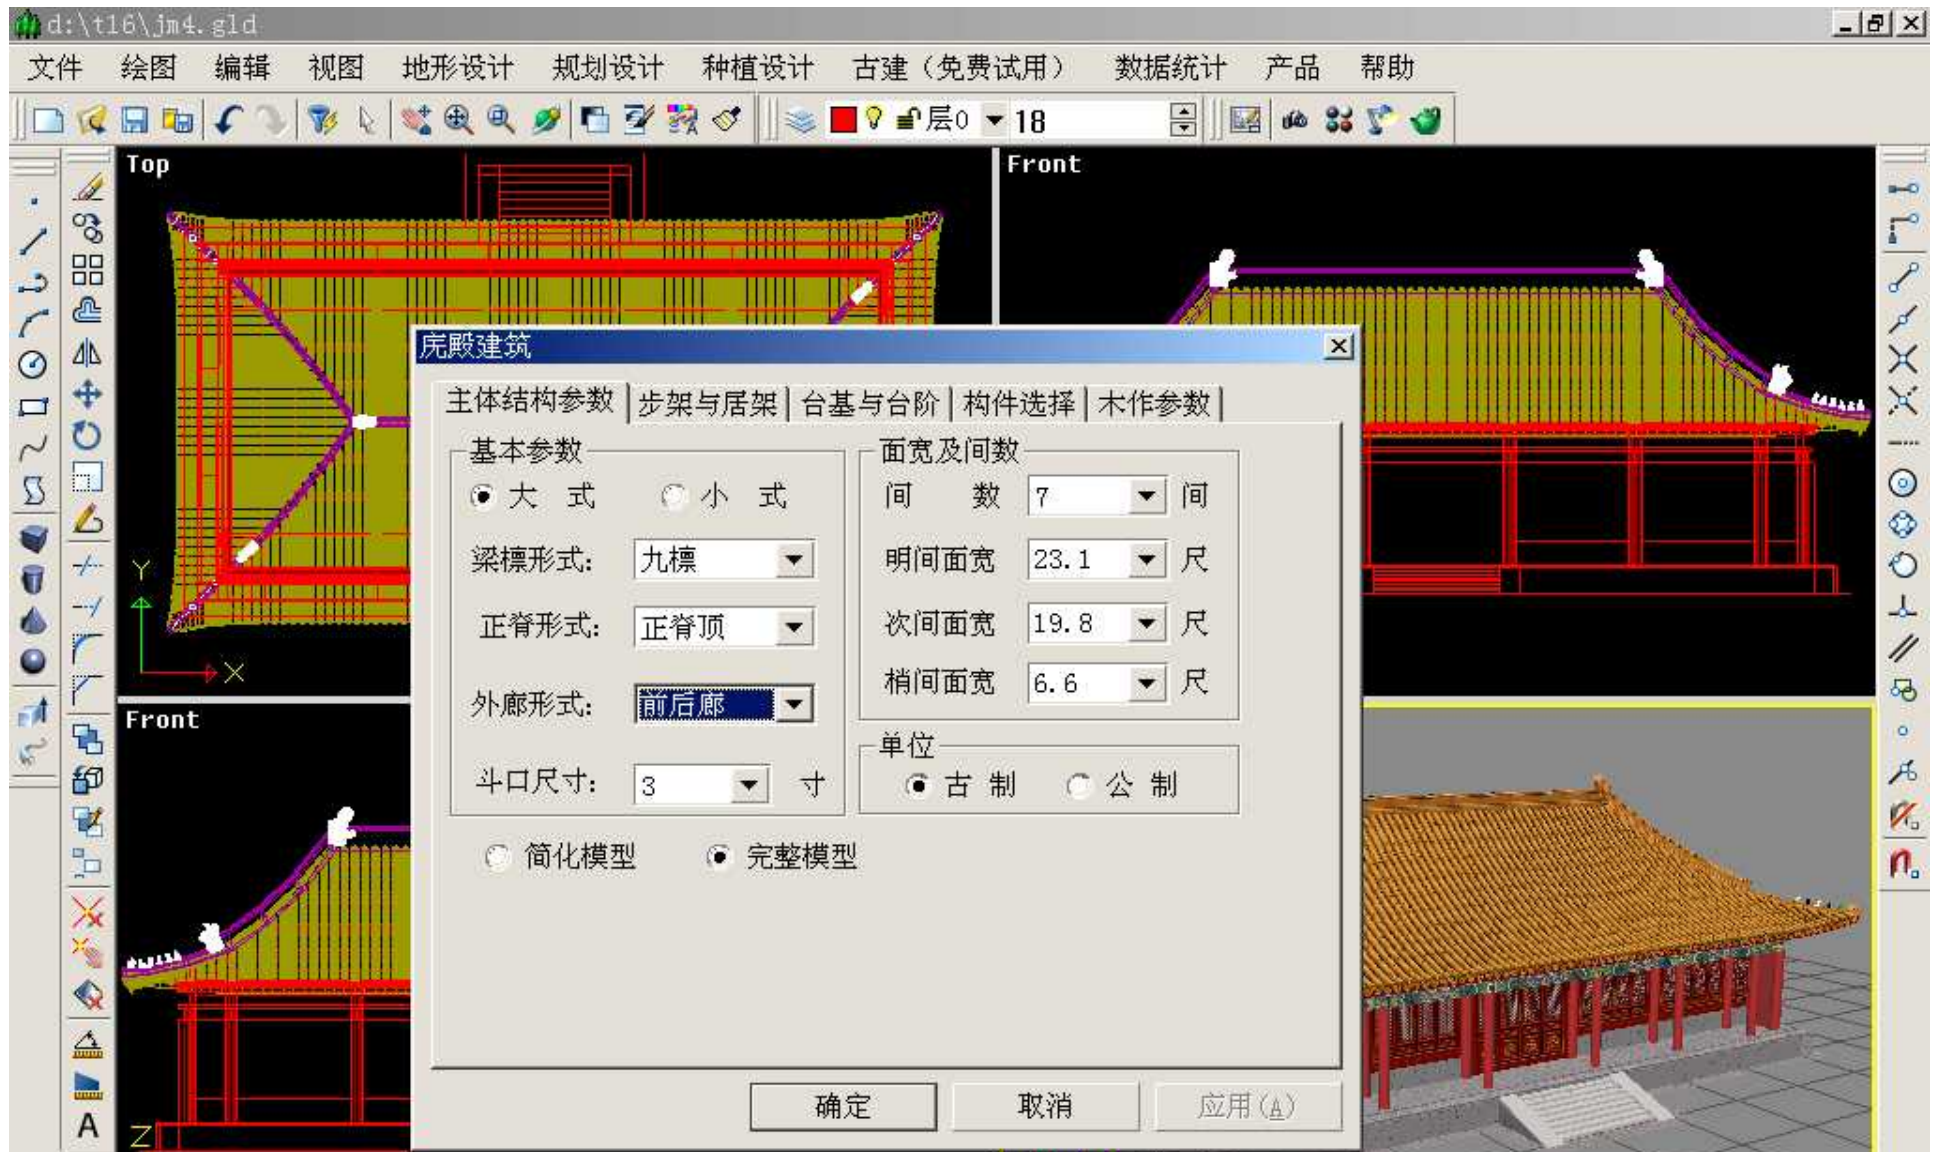 d:\t16\jm4.gld
文件 绘图 编辑 视图 地形设计 规划设计 种植设计 古建（免费试用） 数据统计 产品 帮助
层0 18
Top
Front
Y
X
Front
Z
A
庑殿建筑
主体结构参数 步架与居架 台基与台阶 构件选择 木作参数
基本参数
大 式 小 式
梁檩形式: 九檩
正脊形式: 正脊顶
外廊形式: 前后廊
斗口尺寸: 3 寸
面宽及间数
间 数 7 间
明间面宽 23.1 尺
次间面宽 19.8 尺
梢间面宽 6.6 尺
单位
古 制 公 制
简化模型 完整模型
确定 取消 应用(A)